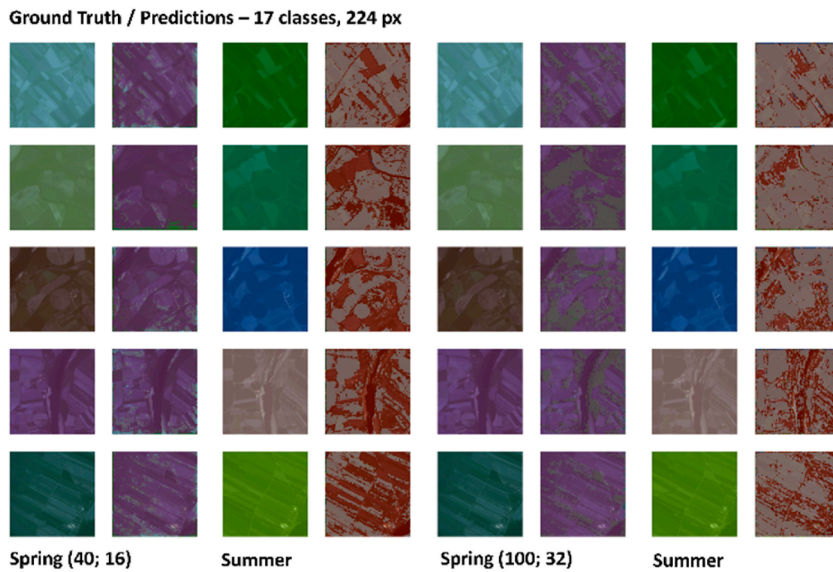 Ground Truth / Predictions – 17 classes, 224 px
Spring (40; 16) Summer Spring (100; 32) Summer